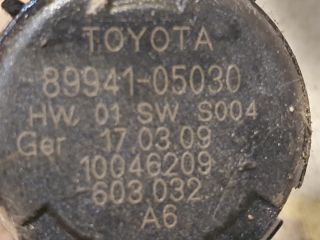 TOYOTA
89941-05030
HW 01 SW S004
Ger 17.03.09
10046209
603 032
A6